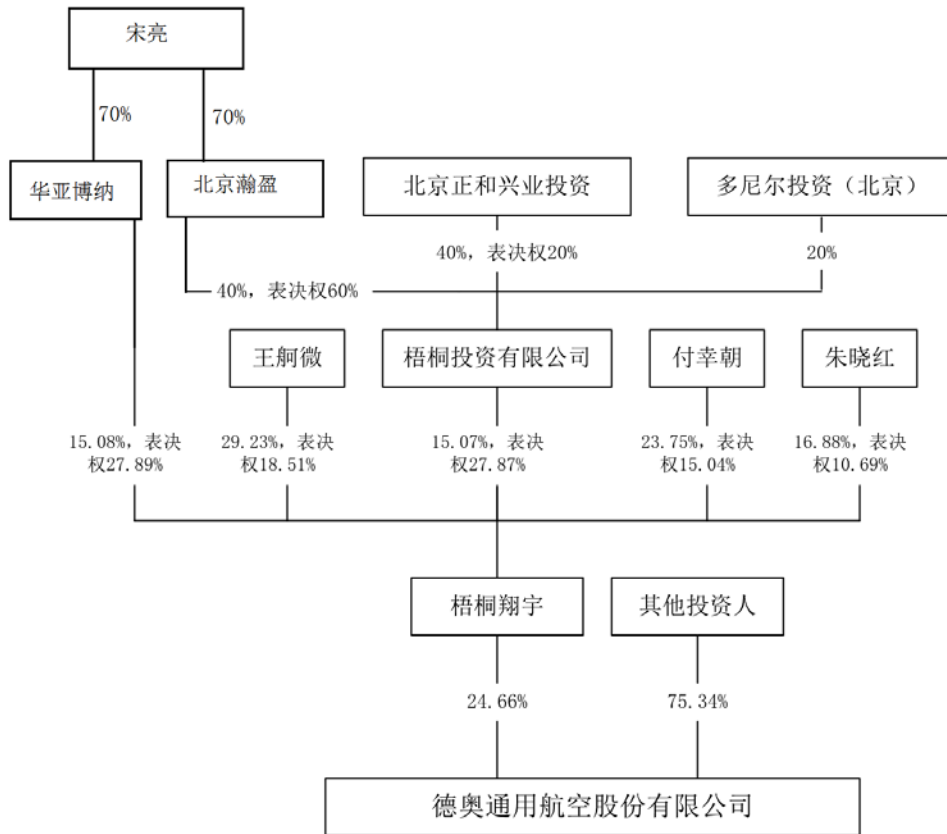 宋亮
70%
70%
华亚博纳
北京瀚盈
北京正和兴业投资
多尼尔投资（北京）
40%，表决权20%
20%
40%，表决权60%
王舸微
梧桐投资有限公司
付幸朝
朱晓红
15.08%，表决
权27.89%
29.23%，表决
权18.51%
15.07%，表决
权27.87%
23.75%，表决
权15.04%
16.88%，表决
权10.69%
梧桐翔宇
其他投资人
24.66%
75.34%
德奥通用航空股份有限公司